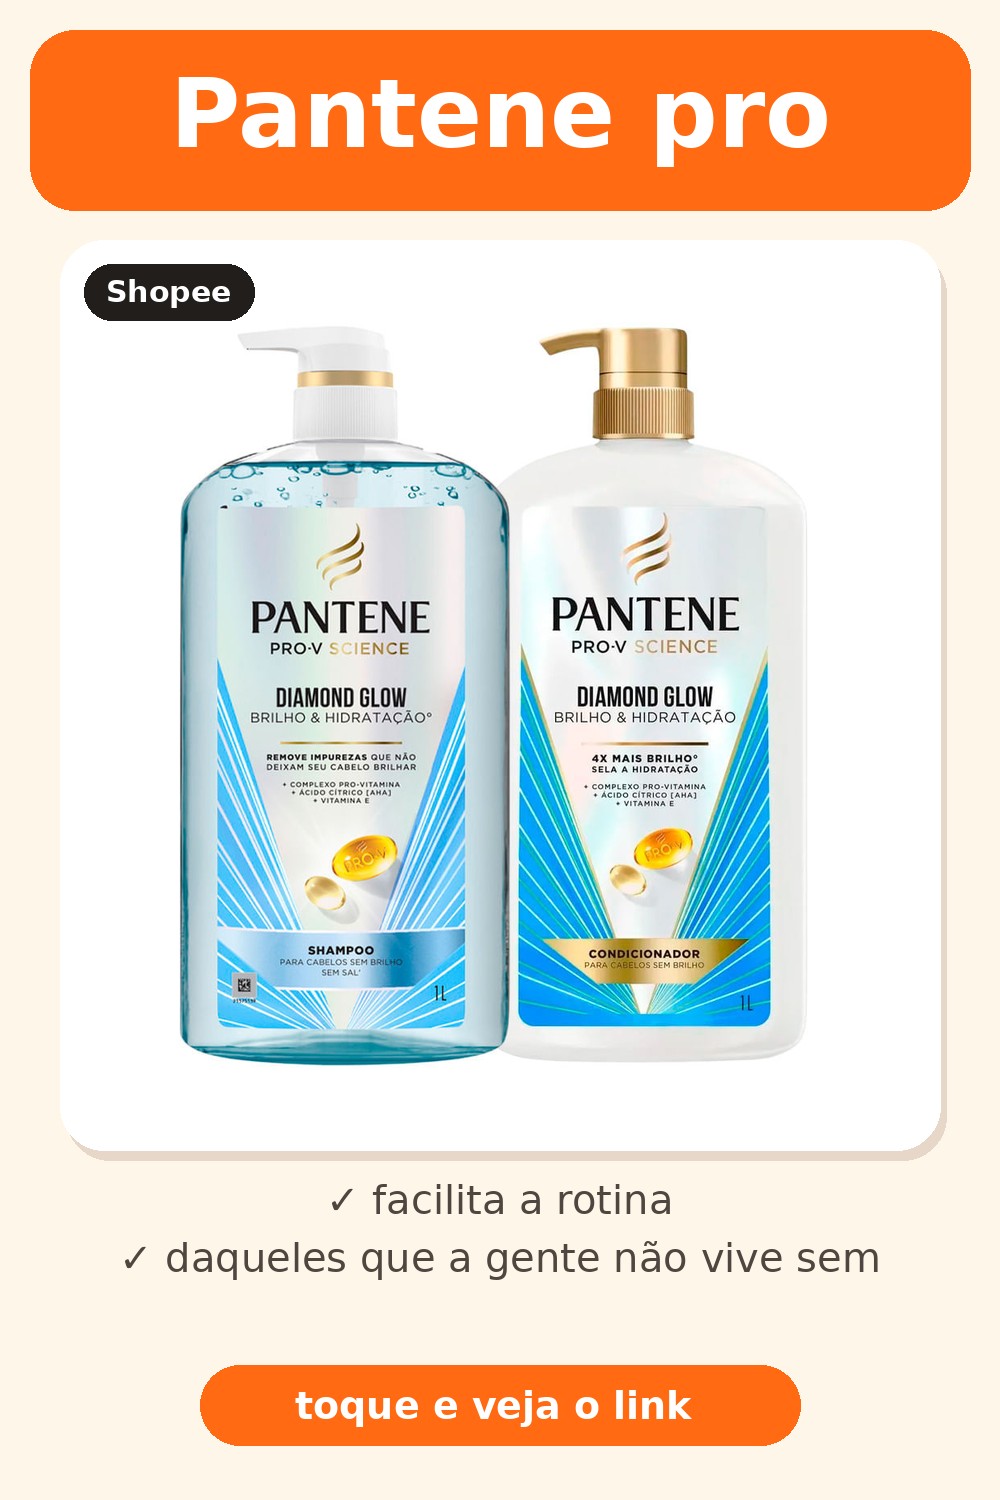 Pantene pro
Shopee
PANTENE
PRO-V SCIENCE
DIAMOND GLOW
BRILHO & HIDRATAÇÃO°
REMOVE IMPUREZAS QUE NÃO
DEIXAM SEU CABELO BRILHAR
+ COMPLEXO PRO-VITAMINA
+ ÁCIDO CÍTRICO [AHA]
+ VITAMINA E
PRO-V
SHAMPOO
PARA CABELOS SEM BRILHO
SEM SAL'
1L
PANTENE
PRO-V SCIENCE
DIAMOND GLOW
BRILHO & HIDRATAÇÃO
4X MAIS BRILHO°
SELA A HIDRATAÇÃO
+ COMPLEXO PRO-VITAMINA
+ ÁCIDO CÍTRICO [AHA]
+ VITAMINA E
PRO-V
CONDICIONADOR
PARA CABELOS SEM BRILHO
1L
✓ facilita a rotina
✓ daqueles que a gente não vive sem
toque e veja o link